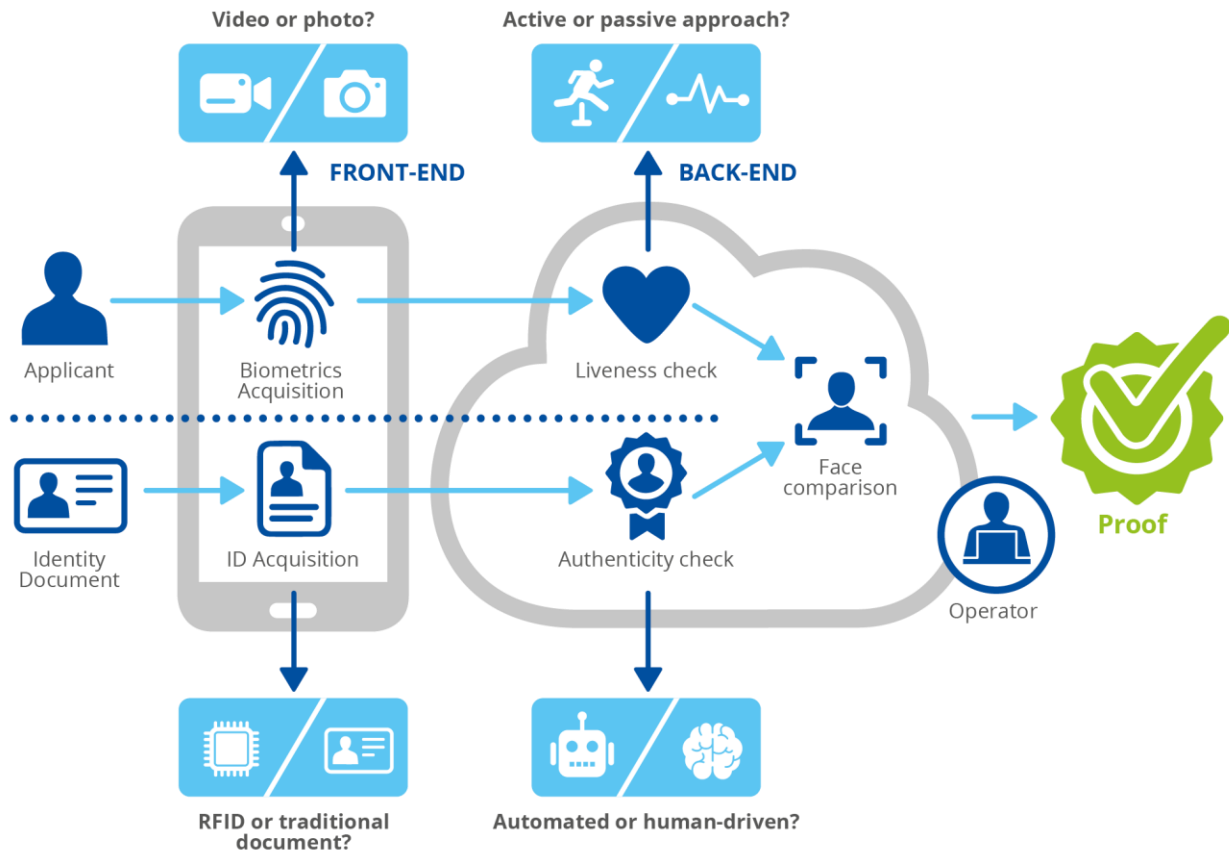 Video or photo?
Active or passive approach?
FRONT-END
BACK-END
Applicant
Biometrics
Acquisition
Liveness check
Face
comparison
Identity
Document
ID Acquisition
Authenticity check
Proof
Operator
RFID or traditional
document?
Automated or human-driven?